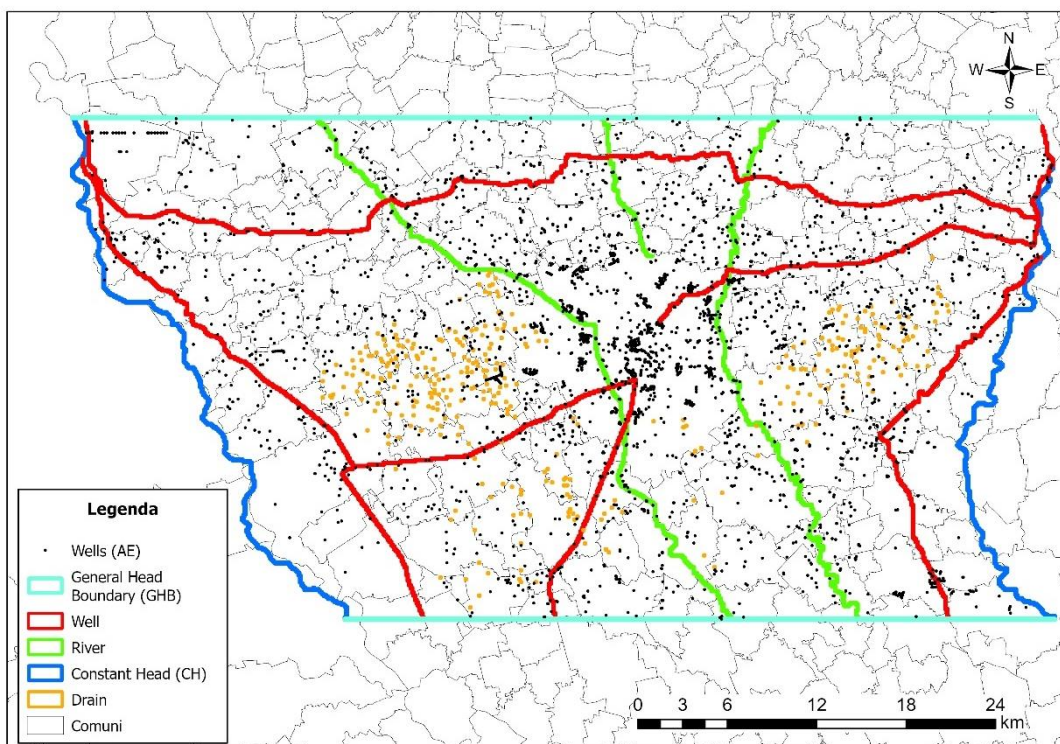 N
W E
S
Legenda
Wells (AE)
General Head
Boundary (GHB)
Well
River
Constant Head (CH)
Drain
Comuni
0 3 6 12 18 24
km